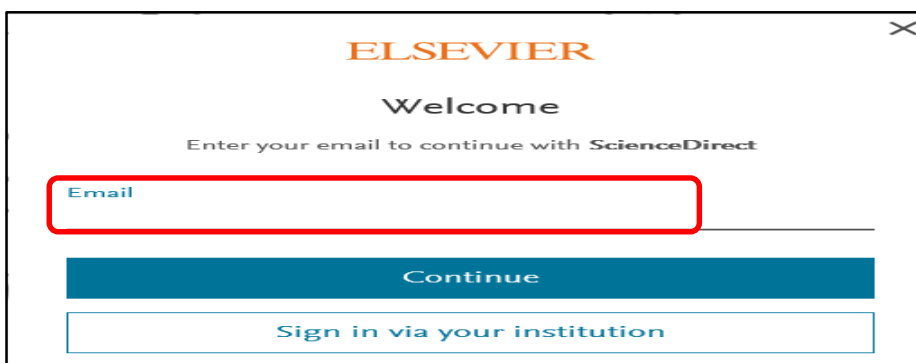 ELSEVIER
Welcome
Enter your email to continue with ScienceDirect
Email
Continue
Sign in via your institution